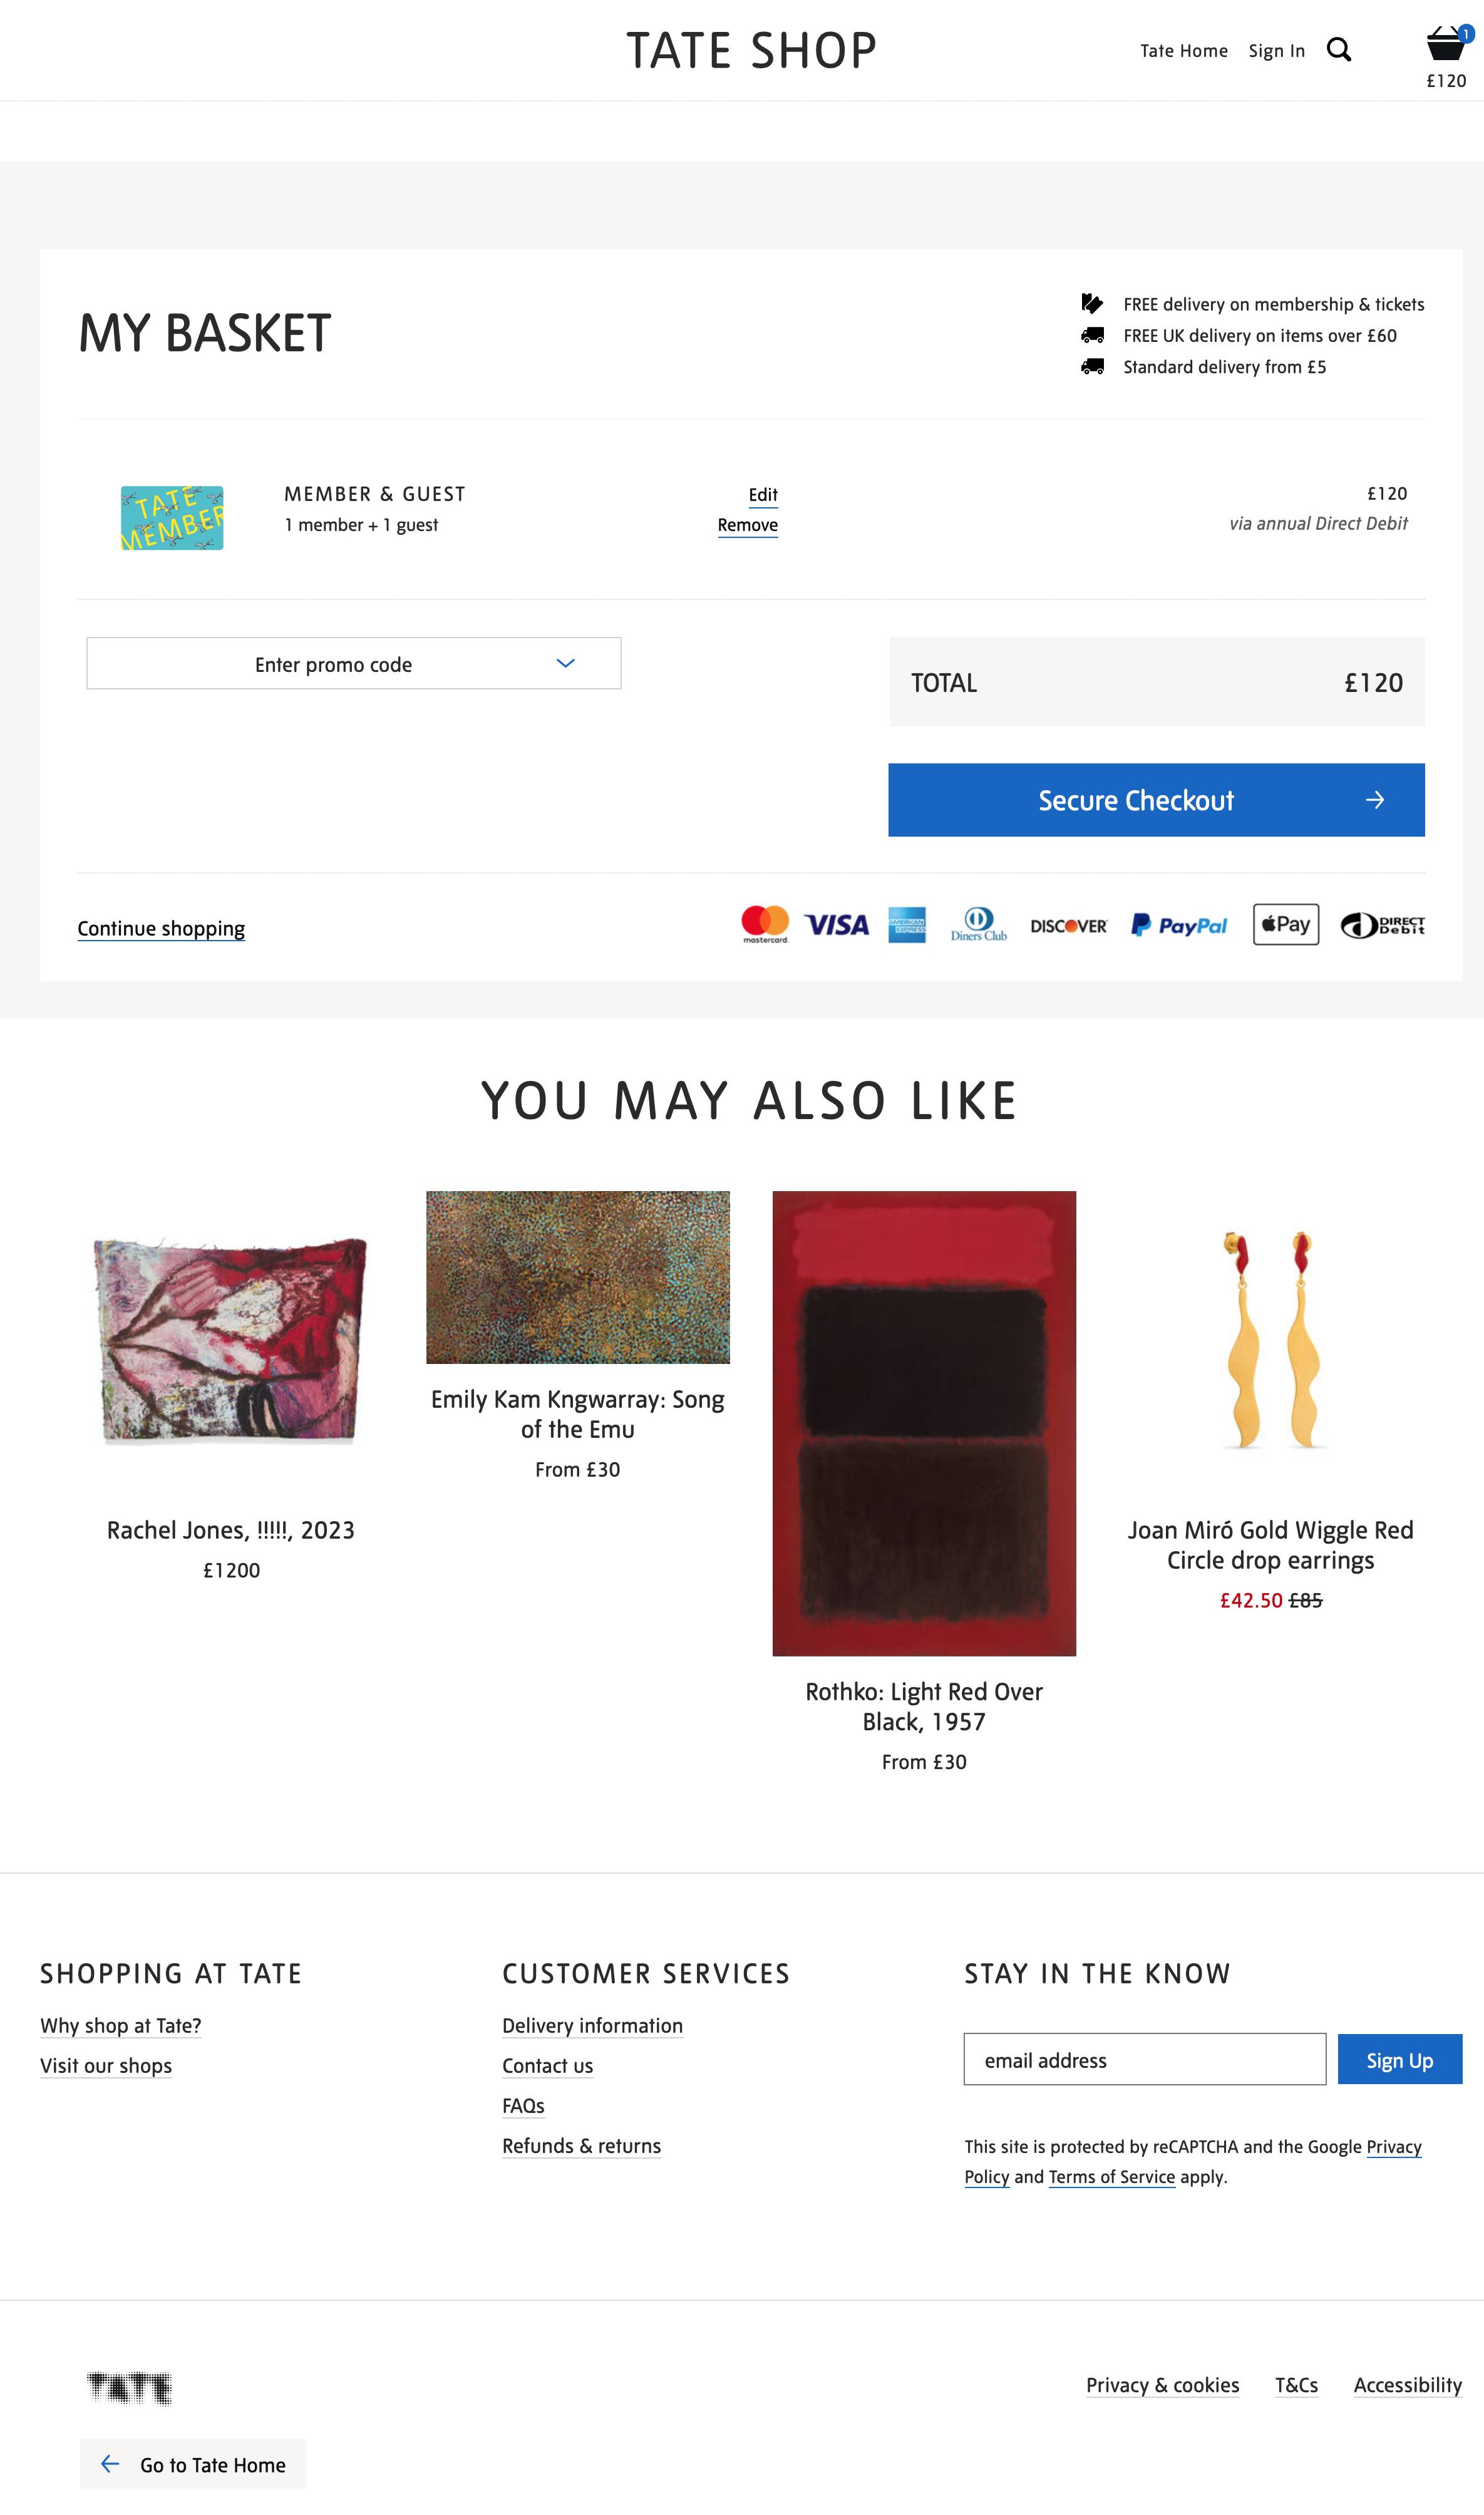 TATE SHOP
Tate Home
Sign In
1
£120
MY BASKET
FREE delivery on membership & tickets
FREE UK delivery on items over £60
Standard delivery from £5
TATE
MEMBER
MEMBER & GUEST
1 member + 1 guest
Edit
Remove
£120
via annual Direct Debit
Enter promo code
TOTAL
£120
Secure Checkout
Continue shopping
mastercard.
VISA
AMERICAN
EXPRESS
Diners Club
DISCOVER
PayPal
Pay
DIRECT
Debit
YOU MAY ALSO LIKE
Rachel Jones, !!!!!, 2023
£1200
Emily Kam Kngwarray: Song
of the Emu
From £30
Rothko: Light Red Over
Black, 1957
From £30
Joan Miró Gold Wiggle Red
Circle drop earrings
£42.50 £85
SHOPPING AT TATE
Why shop at Tate?
Visit our shops
CUSTOMER SERVICES
Delivery information
Contact us
FAQs
Refunds & returns
STAY IN THE KNOW
email address
Sign Up
This site is protected by reCAPTCHA and the Google Privacy
Policy and Terms of Service apply.
TATE
Privacy & cookies
T&Cs
Accessibility
Go to Tate Home